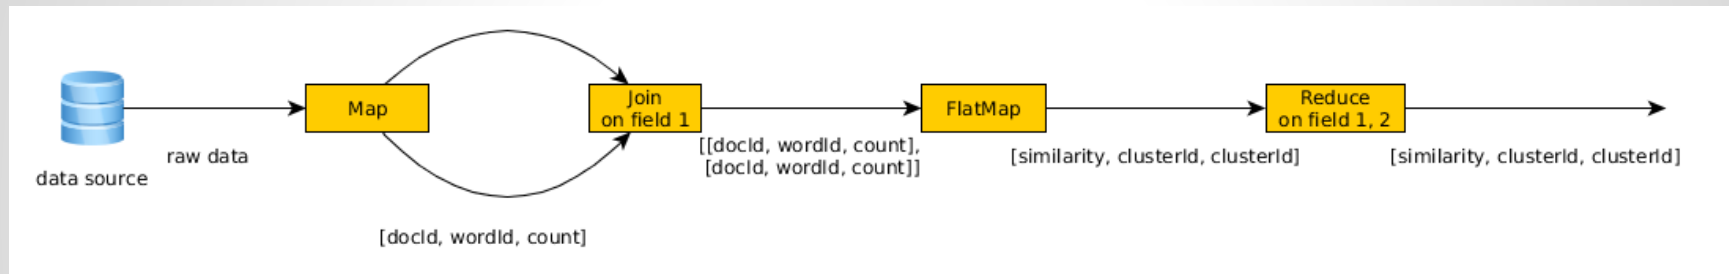 data source
raw data
Map
[docId, wordId, count]
Join
on field 1
[[docId, wordId, count],
[docId, wordId, count]]
FlatMap
[similarity, clusterId, clusterId]
Reduce
on field 1, 2
[similarity, clusterId, clusterId]